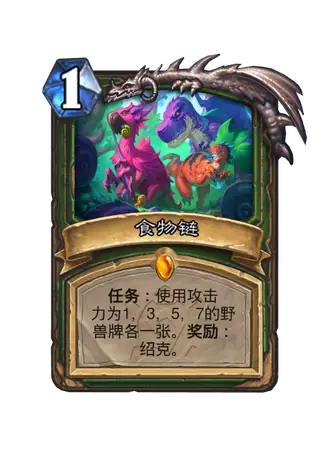 1
食物链
任务：使用攻击
力为1，3，5，7的野
兽牌各一张。奖励：
绍克。